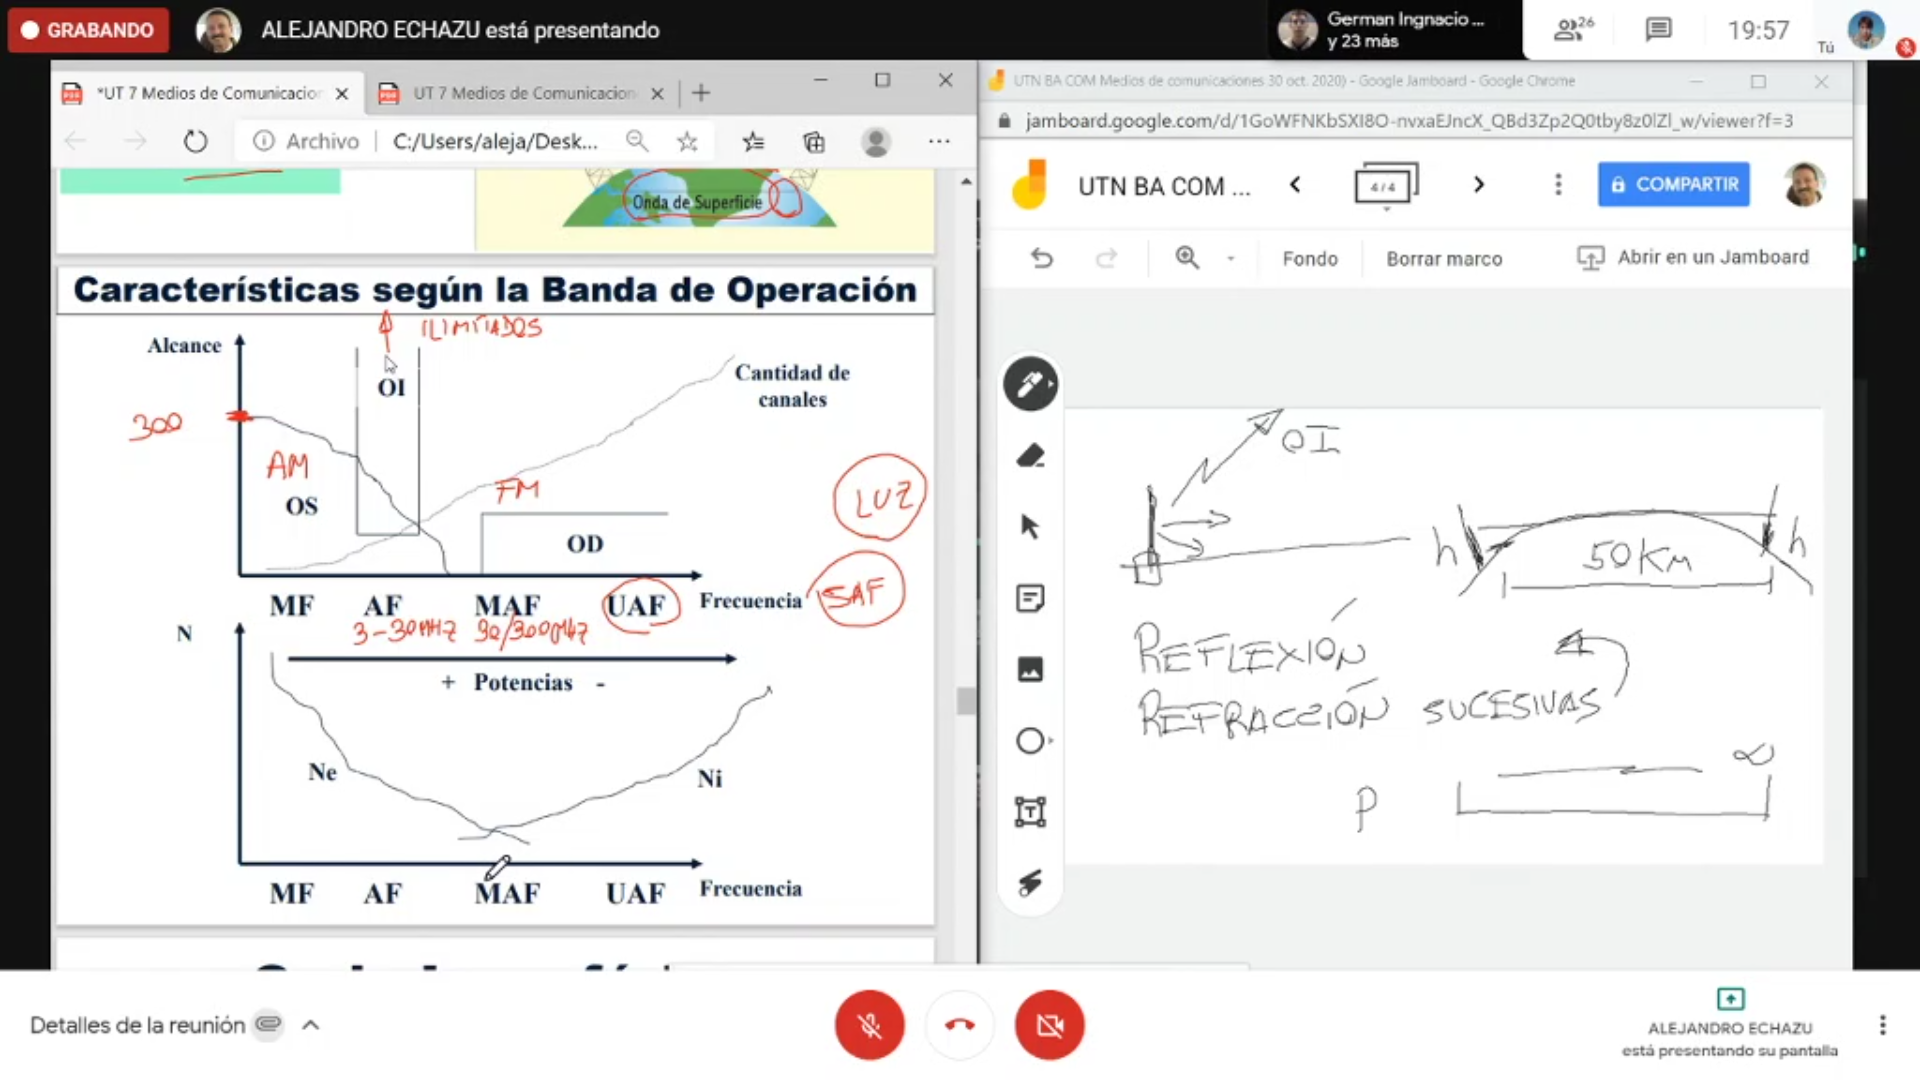 GRABANDO
ALEJANDRO ECHAZU está presentando
German Ingnacio ...
y 23 más
26
19:57
Tú
*UT 7 Medios de Comunicacion
UT 7 Medios de Comunicacion
Archivo
C:/Users/aleja/Desk...
Onda de Superficie
Características según la Banda de Operación
ILIMITADOS
Alcance
OI
Cantidad de
canales
300
AM
OS
FM
OD
LUZ
MF AF MAF UAF Frecuencia
SAF
3-30MHZ 30/300MHZ
N
+ Potencias -
Ne
Ni
MF AF MAF UAF Frecuencia
UTN BA COM Medios de comunicaciones 30 oct. 2020) - Google Jamboard - Google Chrome
jamboard.google.com/d/1GoWFNKbSXI8O-nvxaEJncX_QBd3Zp2Q0tby8z0lZl_w/viewer?f=3
UTN BA COM ...
4 / 4
COMPARTIR
Fondo
Borrar marco
Abrir en un Jamboard
OI
h
50 Km
h
REFLEXIÓN
REFRACCIÓN SUCESIVAS
P
∝
Detalles de la reunión
ALEJANDRO ECHAZU
está presentando su pantalla